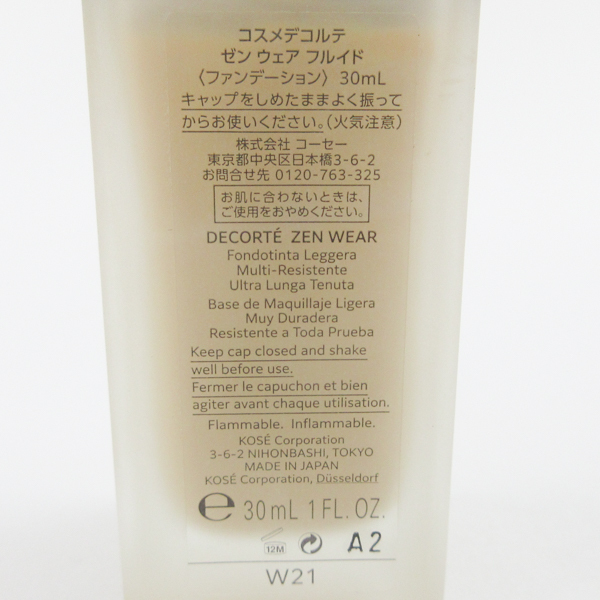 コスメデコルテ
ゼン ウェア フルイド
〈ファンデーション〉 30mL
キャップをしめたままよく振って
からお使いください。(火気注意)
株式会社 コーセー
東京都中央区日本橋3-6-2
お問合せ先 0120-763-325
お肌に合わないときは、
ご使用をおやめください。
DECORTÉ ZEN WEAR
Fondotinta Leggera
Multi-Resistente
Ultra Lunga Tenuta
Base de Maquillaje Ligera
Muy Duradera
Resistente a Toda Prueba
Keep cap closed and shake
well before use.
Fermer le capuchon et bien
agiter avant chaque utilisation.
Flammable. Inflammable.
KOSÉ Corporation
3-6-2 NIHONBASHI, TOKYO
MADE IN JAPAN
KOSÉ Corporation, Düsseldorf
℮ 30mL 1 FL. OZ.
12M A2
W21